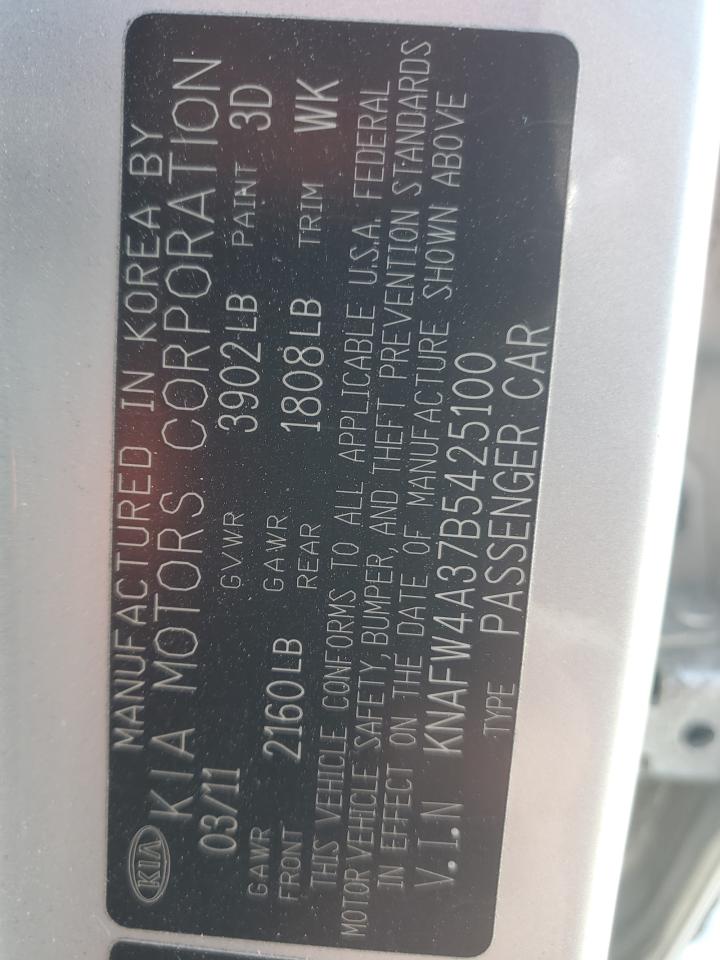 MANUFACTURED IN KOREA BY
KIA KIA MOTORS CORPORATION
03/11 GVWR 3902LB PAINT 3D
GAWR FRONT 2160LB GAWR REAR 1808LB TRIM WK
THIS VEHICLE CONFORMS TO ALL APPLICABLE U.S.A. FEDERAL
MOTOR VEHICLE SAFETY, BUMPER, AND THEFT PREVENTION STANDARDS
IN EFFECT ON THE DATE OF MANUFACTURE SHOWN ABOVE
V.I.N KNAFW4A37B5425100
TYPE PASSENGER CAR